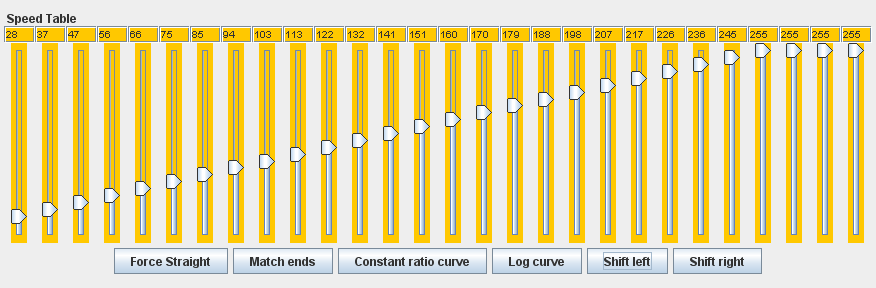 Speed Table
28 37 47 56 66 75 85 94 103 113 122 132 141 151 160 170 179 188 198 207 217 226 236 245 255 255 255 255
Force Straight Match ends Constant ratio curve Log curve Shift left Shift right